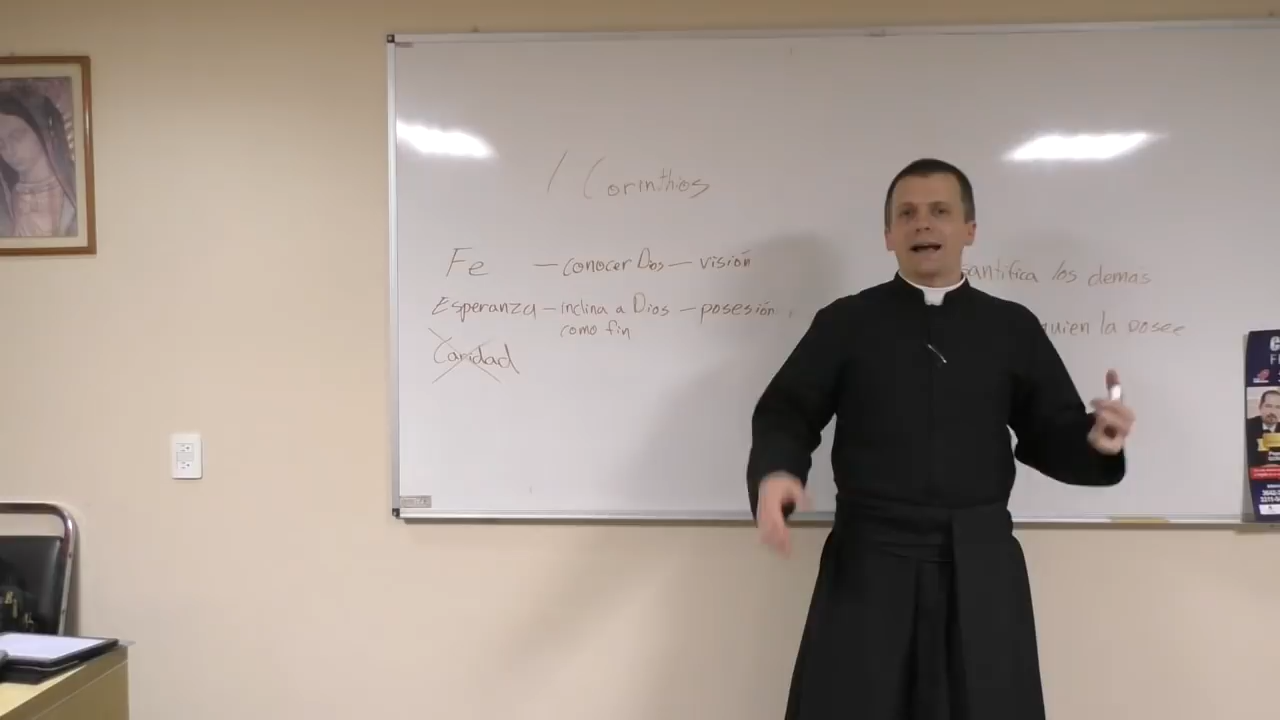 1 Corinthios
Fe — conocer Dios — visión
Esperanza — inclina a Dios — posesión
como fin
Caridad
santifica los demas
quien la posee